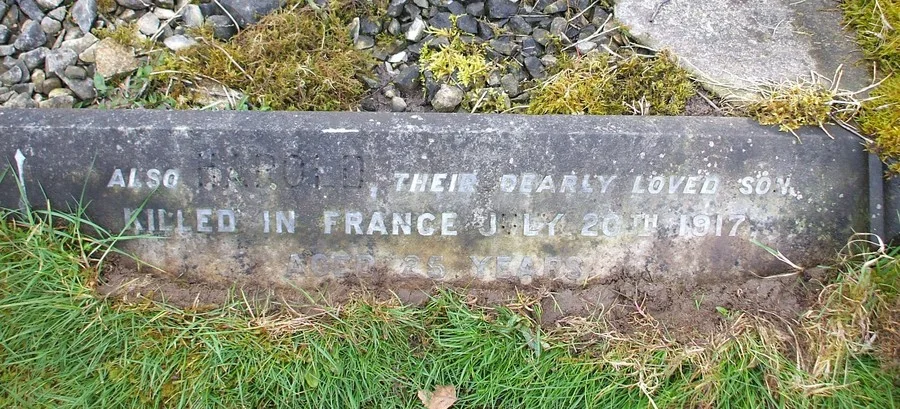 ALSO HAROLD, THEIR DEARLY LOVED SON,
KILLED IN FRANCE JULY 20TH 1917,
AGED 25 YEARS